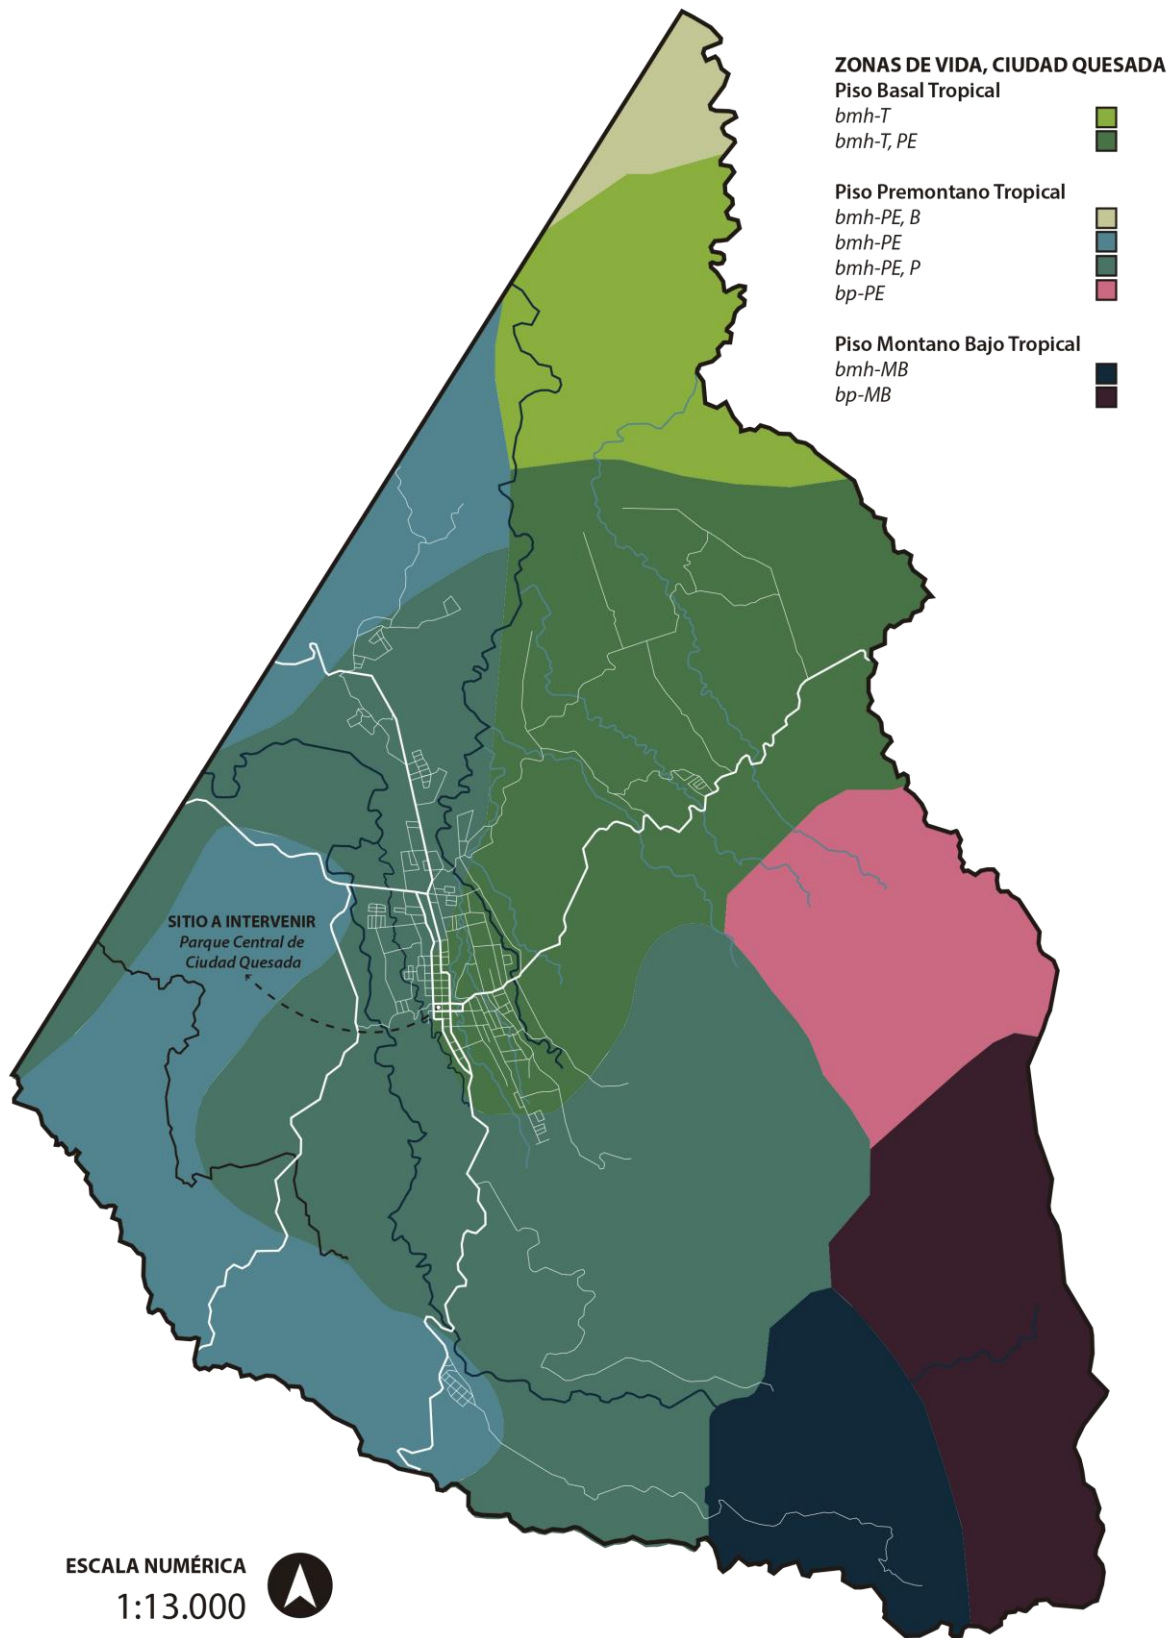 ZONAS DE VIDA, CIUDAD QUESADA
Piso Basal Tropical
bmh-T
bmh-T, PE
Piso Premontano Tropical
bmh-PE, B
bmh-PE
bmh-PE, P
bp-PE
Piso Montano Bajo Tropical
bmh-MB
bp-MB
SITIO A INTERVENIR
Parque Central de
Ciudad Quesada
ESCALA NUMÉRICA
1:13.000